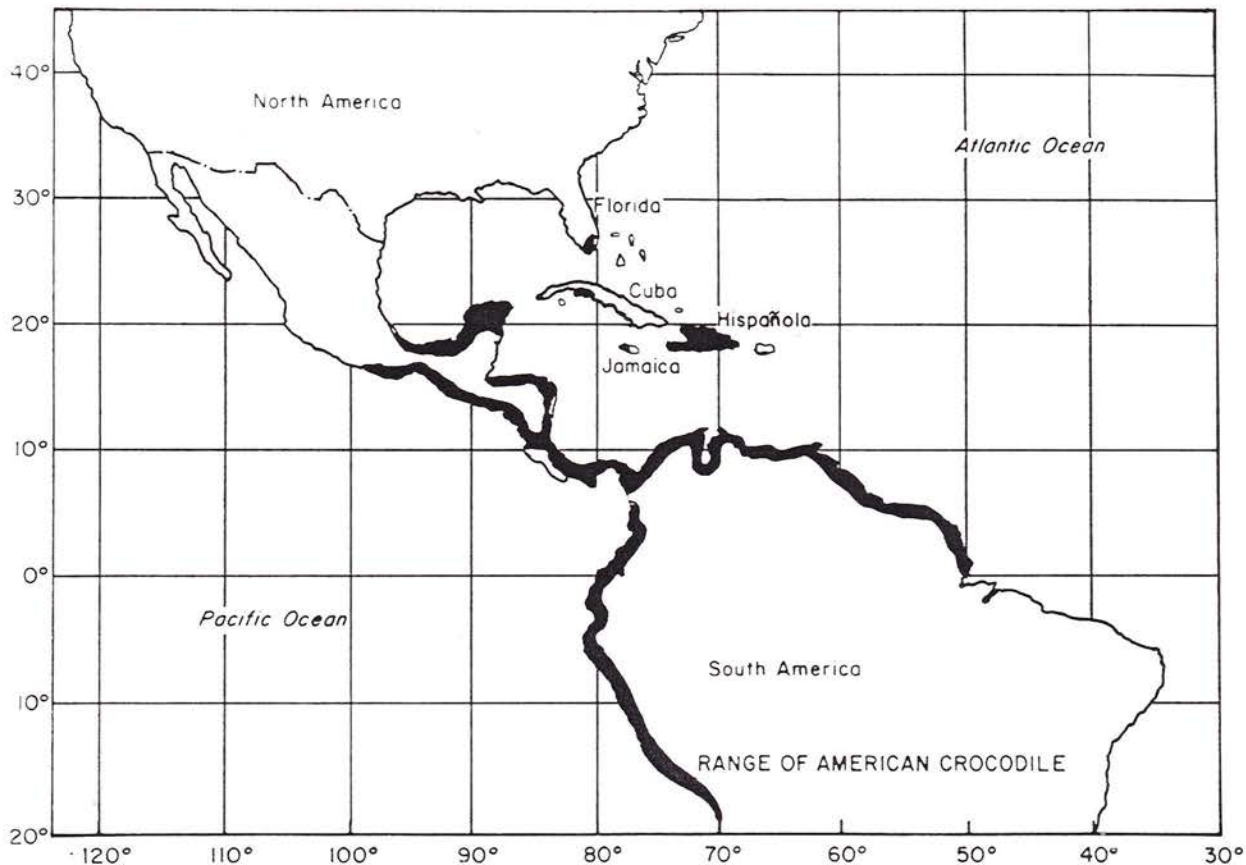 40°
North America
Atlantic Ocean
30°
Florida
Cuba
20°
Hispañola
Jamaica
10°
0°
Pacific Ocean
South America
10°
RANGE OF AMERICAN CROCODILE
20°
120° 110° 100° 90° 80° 70° 60° 50° 40° 30°